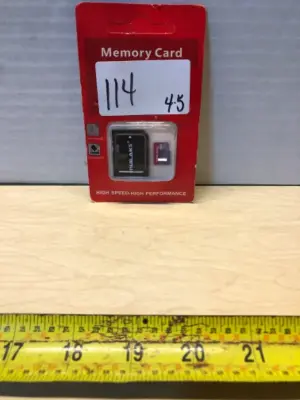 Memory Card
114
45
HIGH SPEED·HIGH PERFORMANCE
17 18 19 20 21